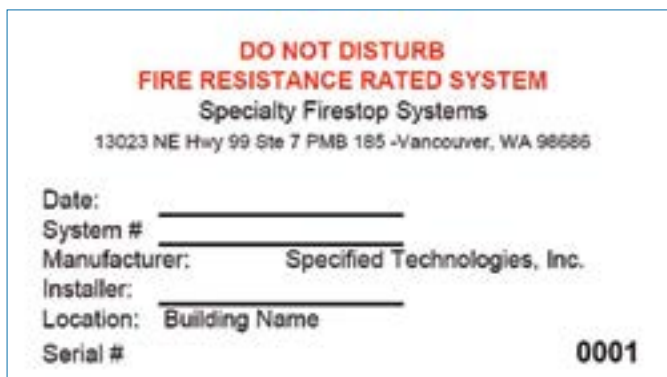 DO NOT DISTURB
FIRE RESISTANCE RATED SYSTEM
Specialty Firestop Systems
13023 NE Hwy 99 Ste 7 PMB 185 -Vancouver, WA 98686
Date:
System #
Manufacturer: Specified Technologies, Inc.
Installer:
Location: Building Name
Serial # 0001